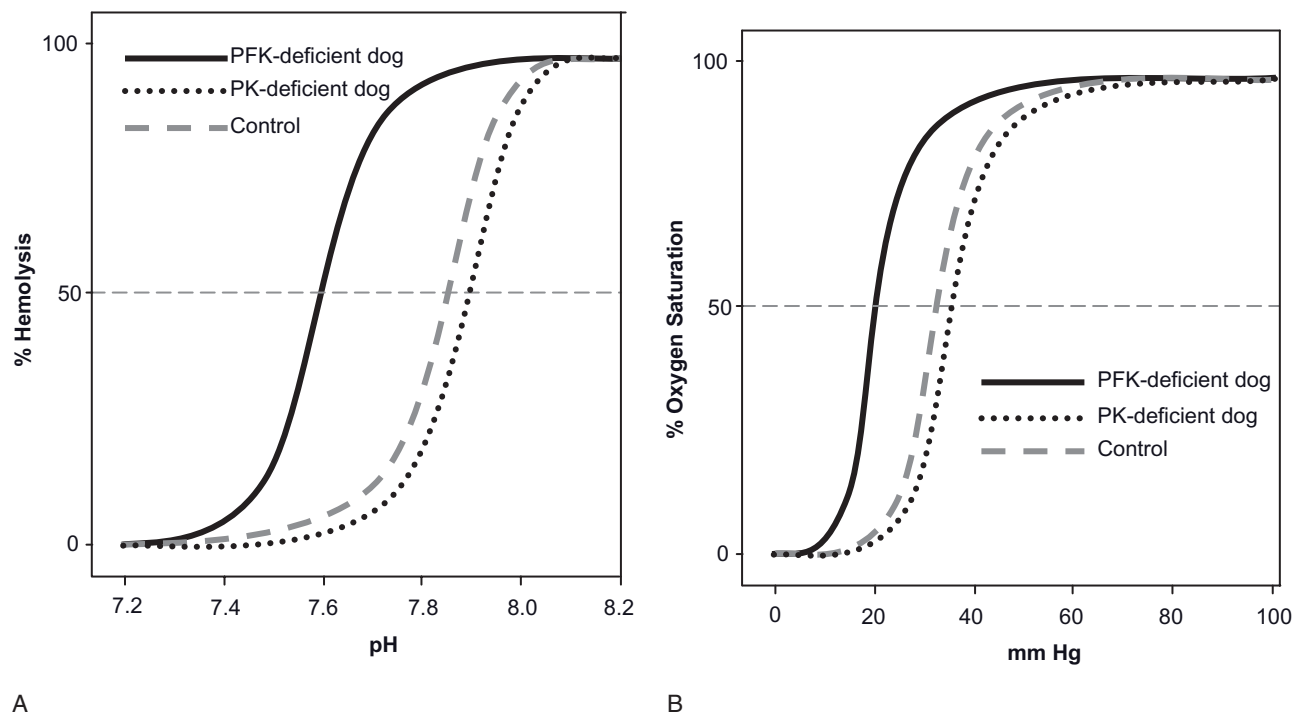 100
PFK-deficient dog
PK-deficient dog
Control
50
0
% Hemolysis
7.2 7.4 7.6 7.8 8.0 8.2
pH
A
100
50
0
% Oxygen Saturation
PFK-deficient dog
PK-deficient dog
Control
0 20 40 60 80 100
mm Hg
B